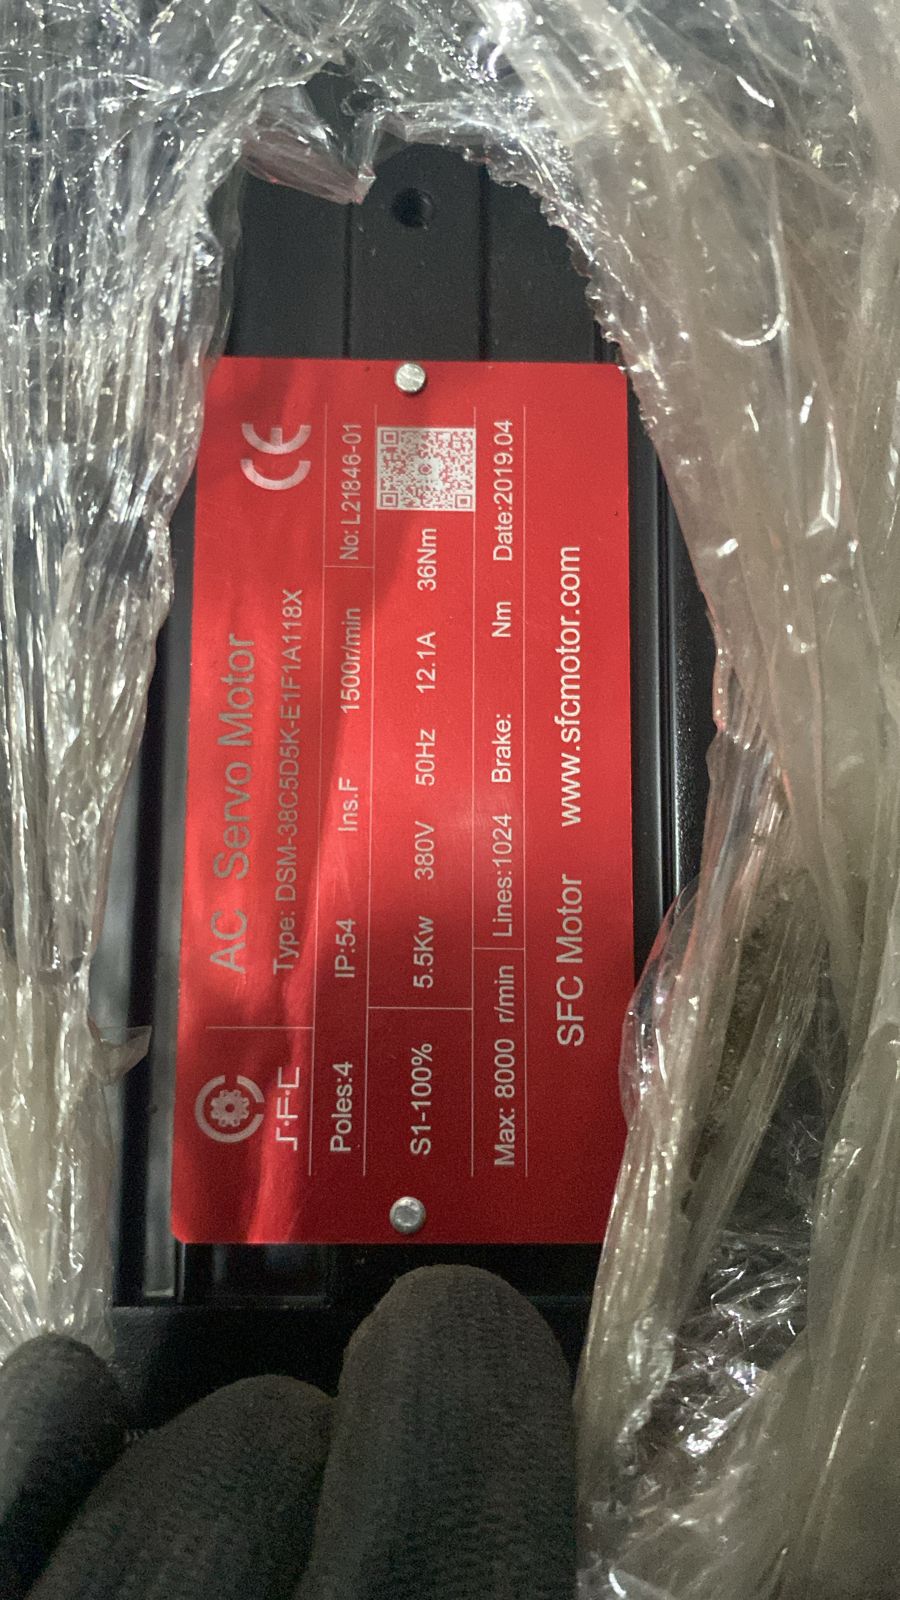 S·F·C
AC Servo Motor
CE
Type: DSM-38C5D5K-E1F1A118X
Poles:4 IP:54 Ins.F 1500r/min No: L21846-01
S1-100% 5.5Kw 380V 50Hz 12.1A 36Nm
Max: 8000 r/min Lines:1024 Brake: Nm Date:2019.04
SFC Motor www.sfcmotor.com